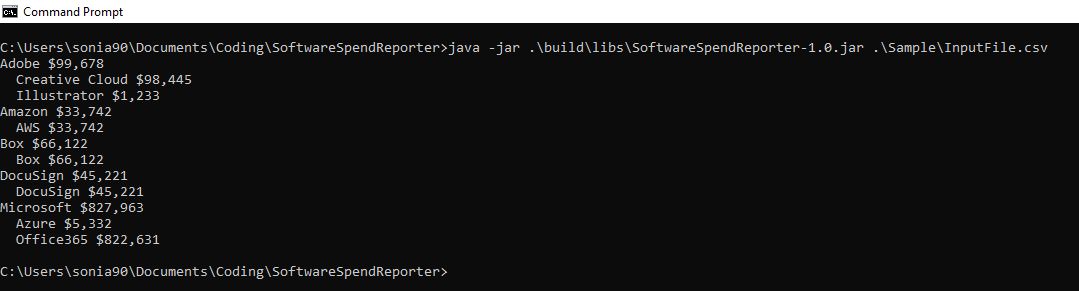 Command Prompt
C:\Users\sonia90\Documents\Coding\SoftwareSpendReporter>java -jar .\build\libs\SoftwareSpendReporter-1.0.jar .\Sample\InputFile.csv
Adobe $99,678
  Creative Cloud $98,445
  Illustrator $1,233
Amazon $33,742
  AWS $33,742
Box $66,122
  Box $66,122
DocuSign $45,221
  DocuSign $45,221
Microsoft $827,963
  Azure $5,332
  Office365 $822,631
C:\Users\sonia90\Documents\Coding\SoftwareSpendReporter>